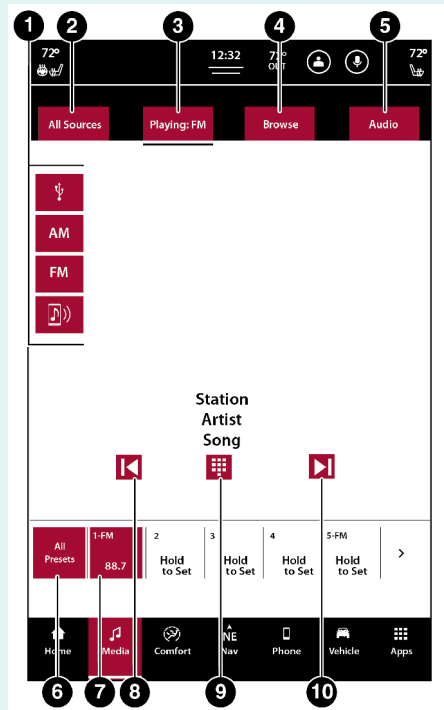 1 2 3 4 5
72° 12:32 72° 72°
OUT
All Sources Playing: FM Browse Audio
AM
FM
Station
Artist
Song
All Presets 1-FM 88.7 2 Hold to Set 3 Hold to Set 4 Hold to Set 5-FM Hold to Set >
Home Media Comfort NE Nav Phone Vehicle Apps
6 7 8 9 10